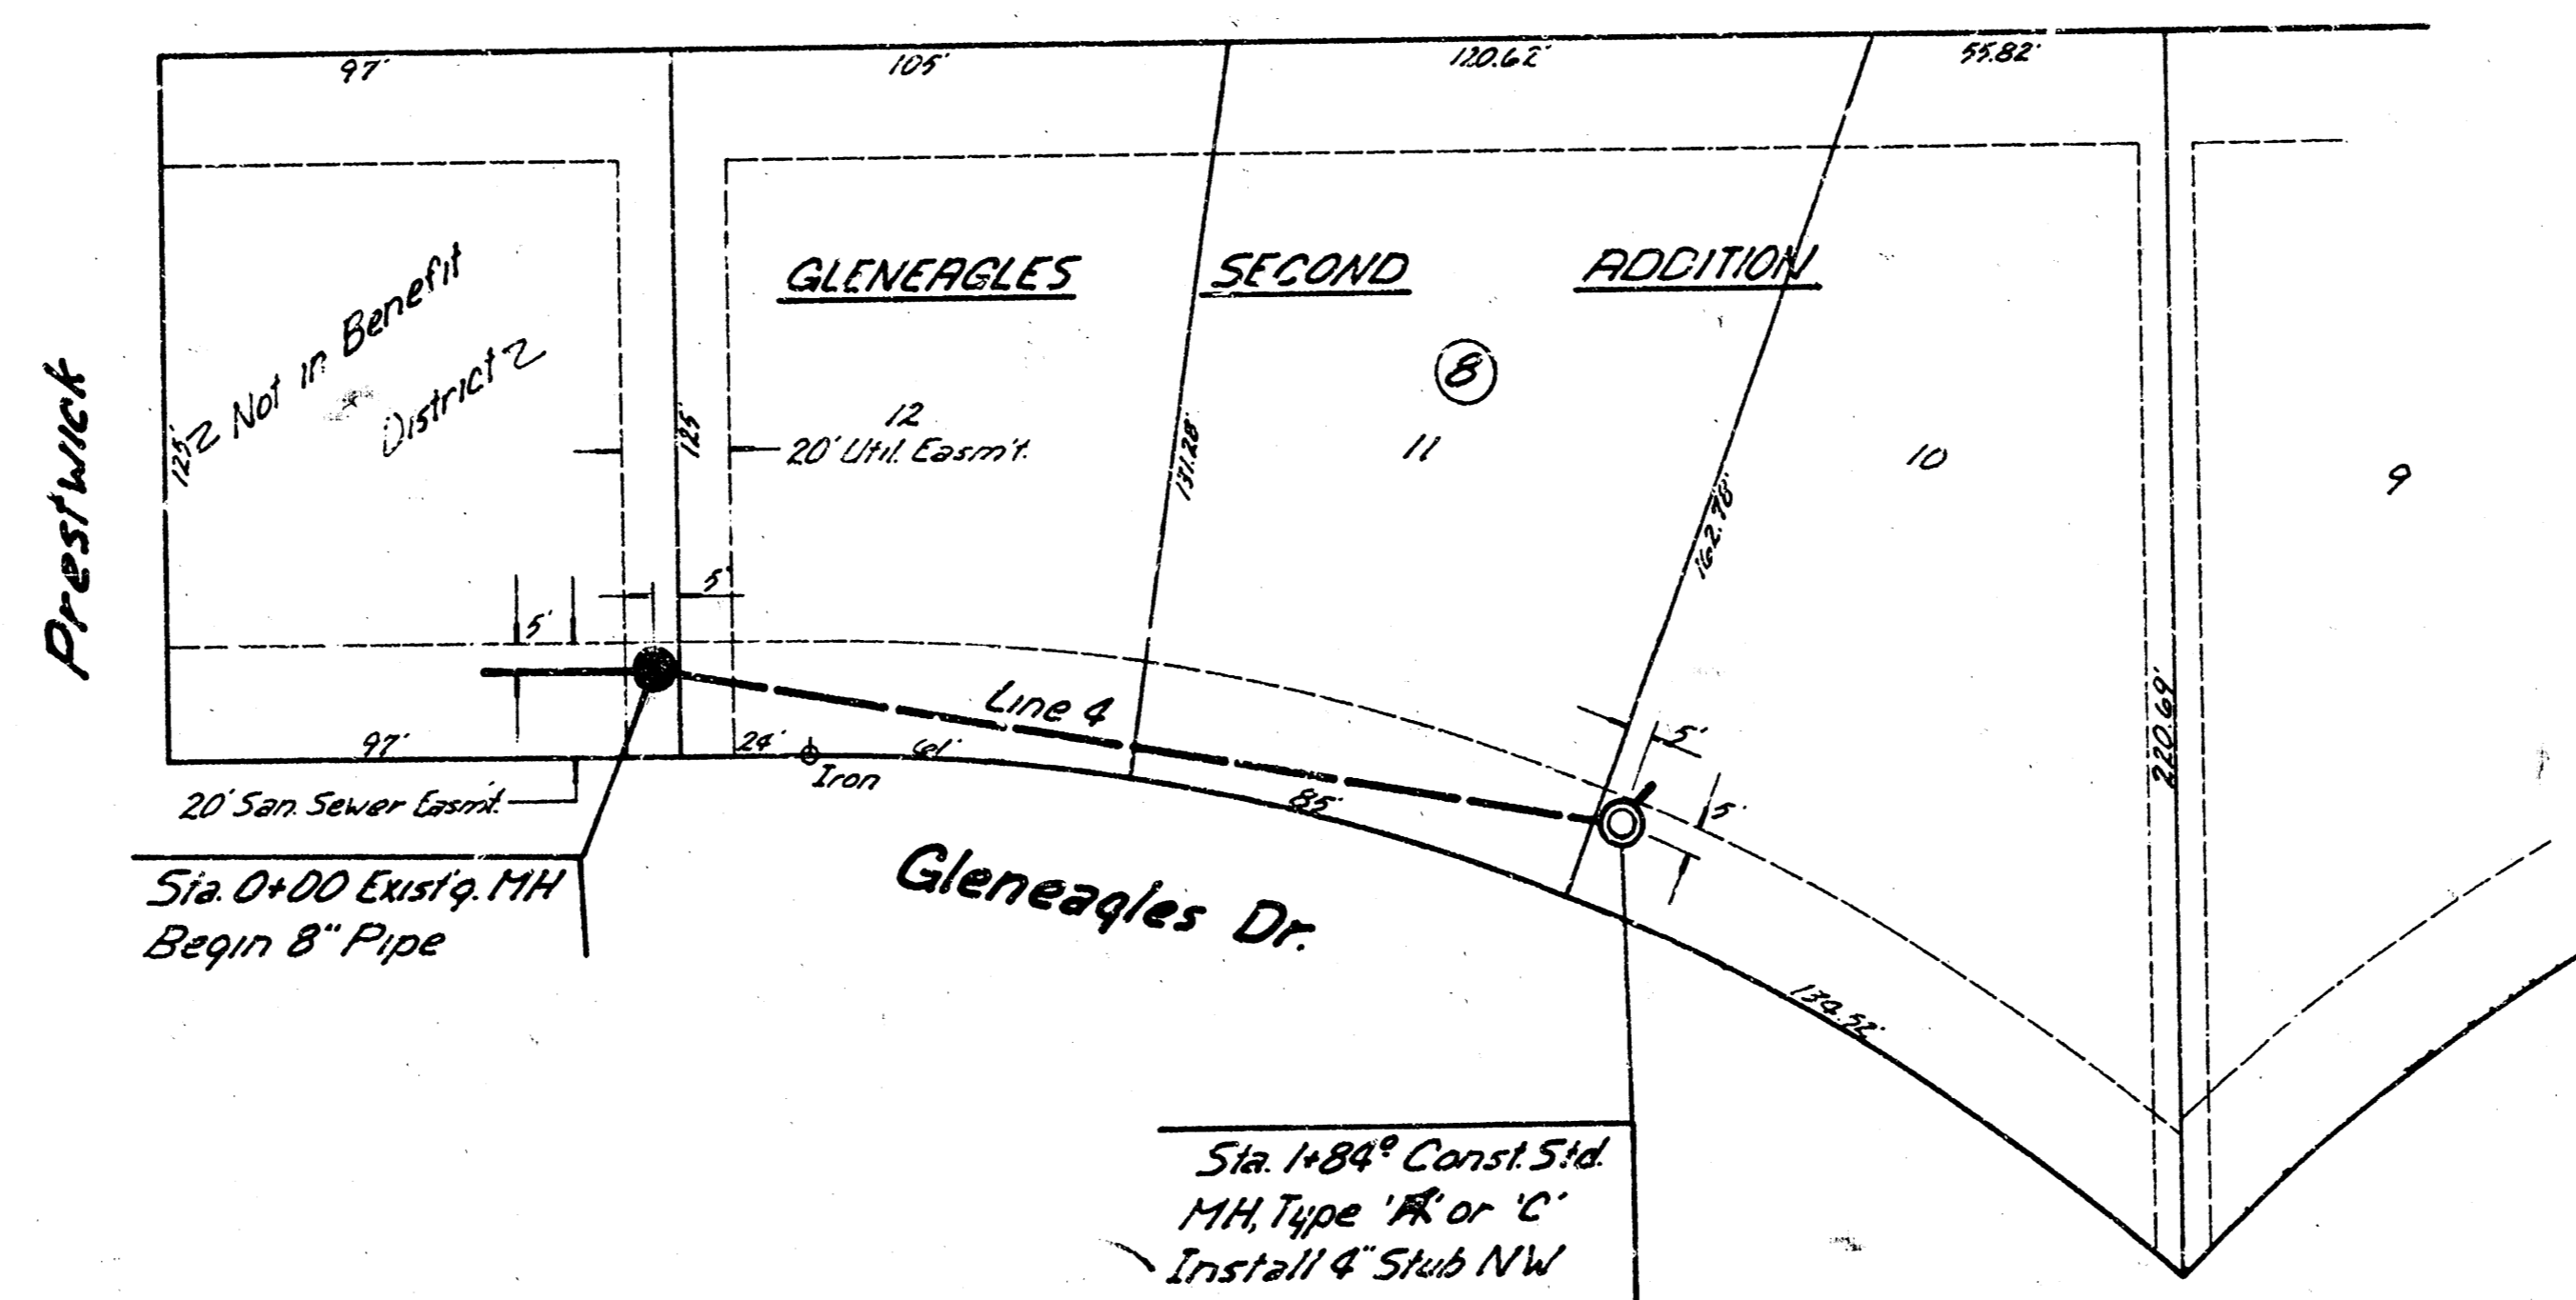 97'
105'
120.62'
55.82'
GLENEAGLES SECOND ADDITION
Not in Benefit
District
Prestwick
125'
125'
12
20' Util. Easm't.
131.28'
8
11
162.78'
10
9
5'
5'
Line 4
5'
5'
220.69'
97'
24'
61'
Iron
85'
20' San. Sewer Easm't.
Gleneagles Dr.
134.52'
Sta. 0+00 Exist'g. MH
Begin 8" Pipe
Sta. 1+84⁰ Const. Std.
MH, Type 'A' or 'C'
Install 4" Stub NW